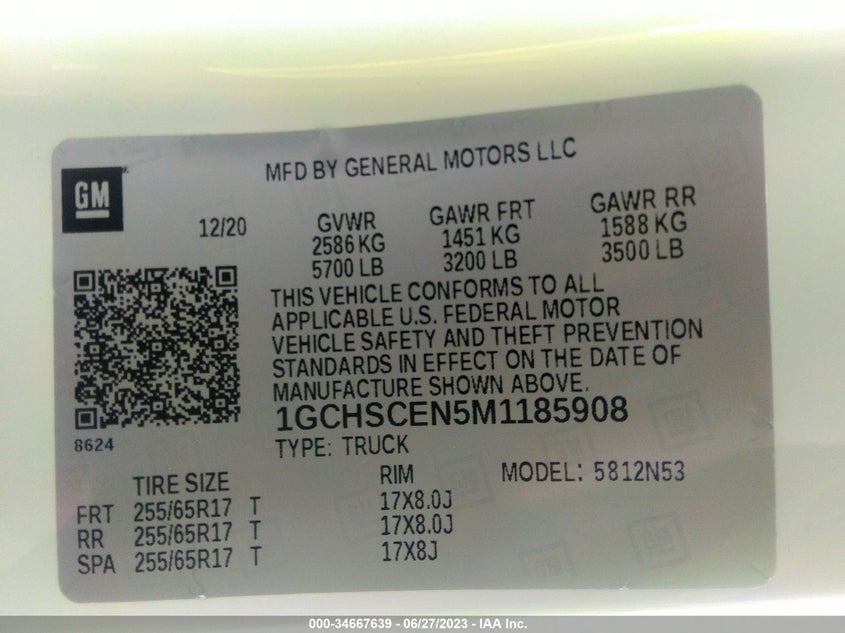 MFD BY GENERAL MOTORS LLC
GM
12/20 GVWR GAWR FRT GAWR RR
2586 KG 1451 KG 1588 KG
5700 LB 3200 LB 3500 LB
THIS VEHICLE CONFORMS TO ALL
APPLICABLE U.S. FEDERAL MOTOR
VEHICLE SAFETY AND THEFT PREVENTION
STANDARDS IN EFFECT ON THE DATE OF
MANUFACTURE SHOWN ABOVE.
8624
1GCHSCEN5M1185908
TYPE: TRUCK
TIRE SIZE RIM MODEL: 5812N53
FRT 255/65R17 T 17X8.0J
RR 255/65R17 T 17X8.0J
SPA 255/65R17 T 17X8J
000-34667639 / 06/27/2023 - IAA Inc.